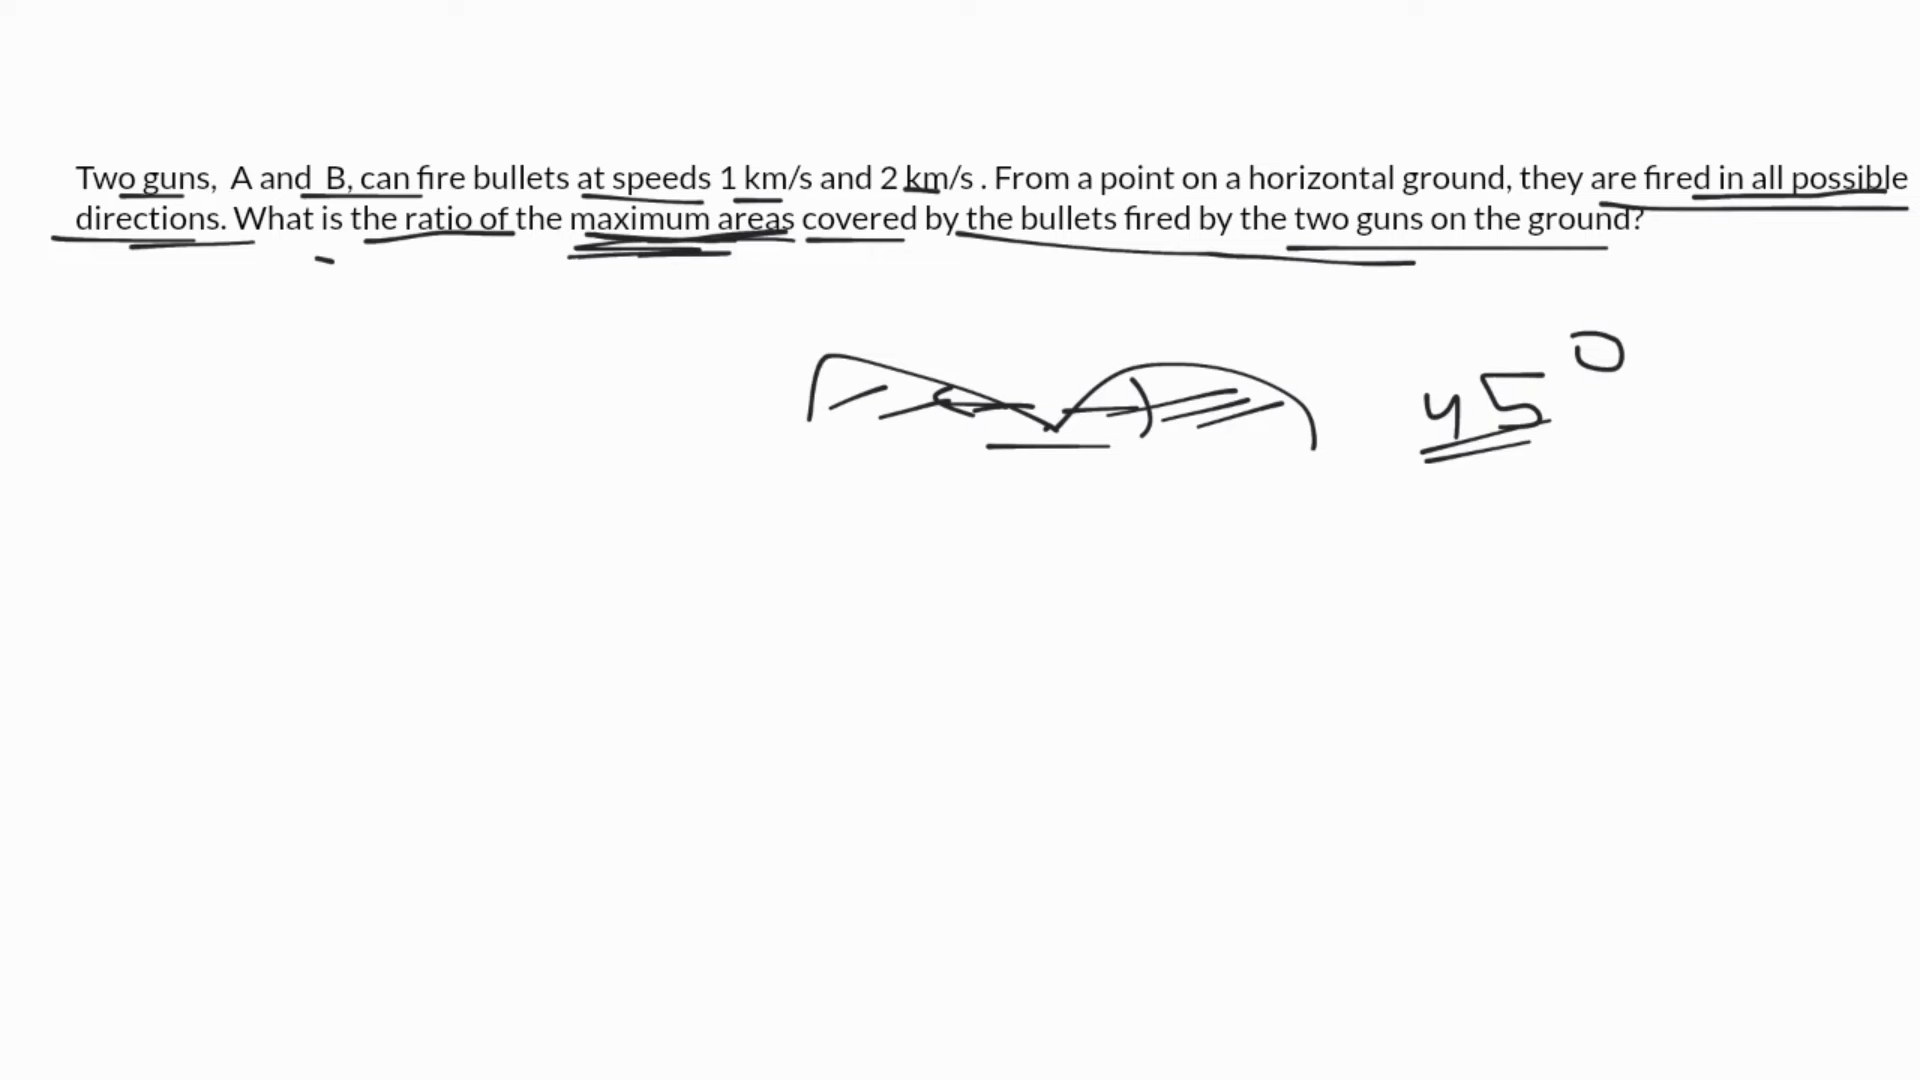 Two guns, A and B, can fire bullets at speeds 1 km/s and 2 km/s . From a point on a horizontal ground, they are fired in all possible
directions. What is the ratio of the maximum areas covered by the bullets fired by the two guns on the ground?
45°